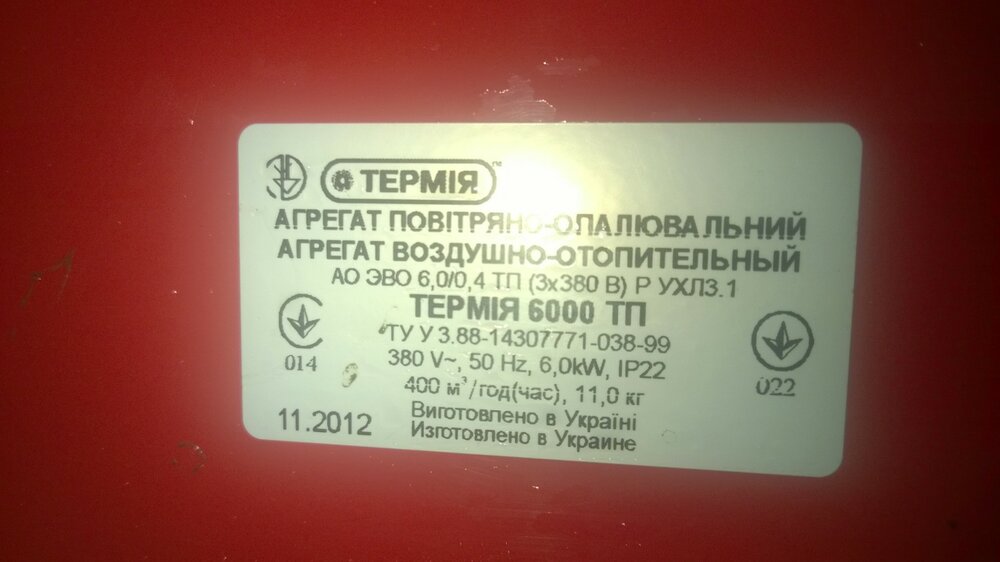 ТЕРМІЯ™
АГРЕГАТ ПОВІТРЯНО-ОПАЛЮВАЛЬНИЙ
АГРЕГАТ ВОЗДУШНО-ОТОПИТЕЛЬНЫЙ
АО ЭВО 6,0/0,4 ТП (3х380 В) Р УХЛ3.1
ТЕРМІЯ 6000 ТП
ТУ У 3.88-14307771-038-99
380 V~, 50 Hz, 6,0kW, IP22
400 м³/год(час), 11,0 кг
Виготовлено в Україні
Изготовлено в Украине
014
022
11.2012